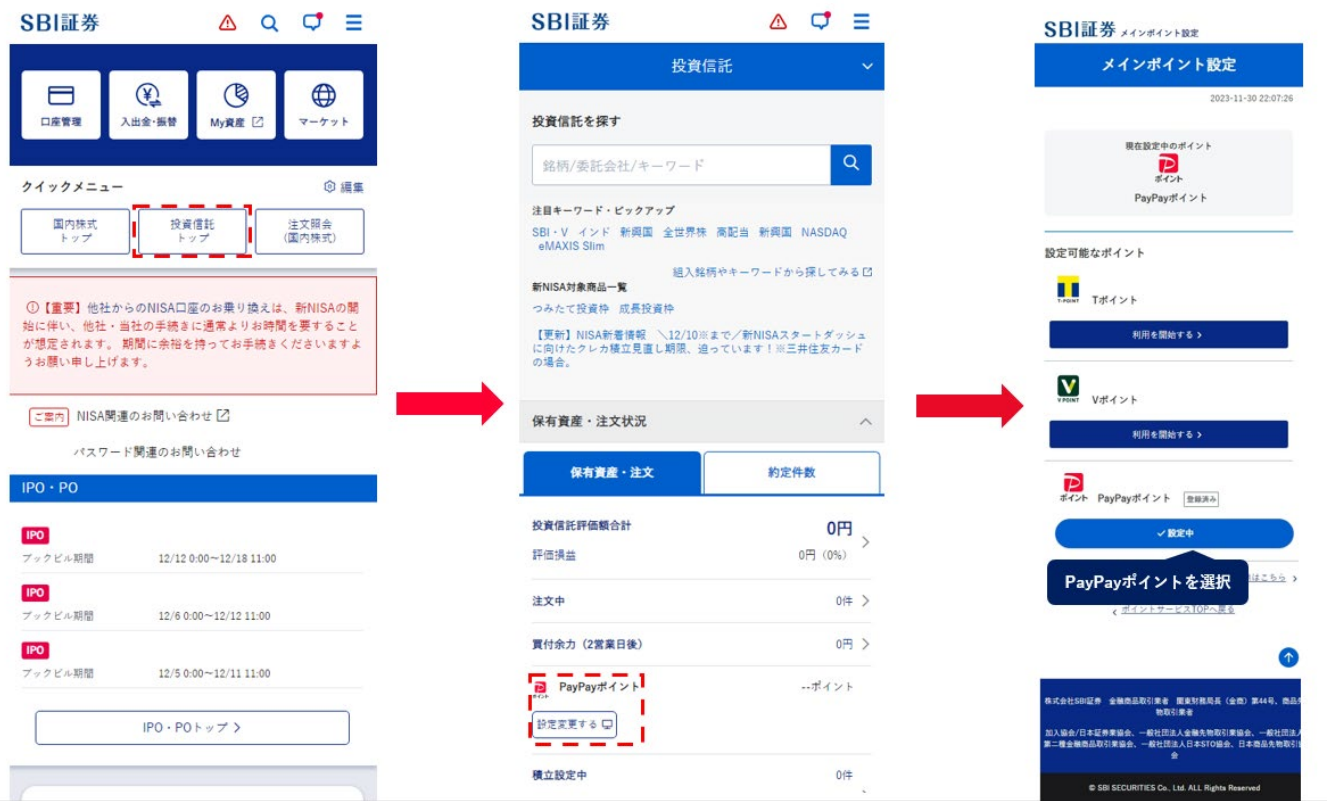 SBI証券
口座管理
入出金・振替
My資産
マーケット
クイックメニュー
編集
国内株式
トップ
投資信託
トップ
注文照会
(国内株式)
①【重要】他社からのNISA口座のお乗り換えは、新NISAの開
始に伴い、他社・当社の手続きに通常よりお時間を要すること
が想定されます。 期間に余裕を持ってお手続きくださいますよ
うお願い申し上げます。
ご案内 NISA関連のお問い合わせ
パスワード関連のお問い合わせ
IPO・PO
IPO
ブックビル期間 12/12 0:00～12/18 11:00
IPO
ブックビル期間 12/6 0:00～12/12 11:00
IPO
ブックビル期間 12/5 0:00～12/11 11:00
IPO・POトップ >
SBI証券
投資信託
投資信託を探す
銘柄/委託会社/キーワード
注目キーワード・ピックアップ
SBI・V インド 新興国 全世界株 高配当 新興国 NASDAQ
eMAXIS Slim
組入銘柄やキーワードから探してみる
新NISA対象商品一覧
つみたて投資枠 成長投資枠
【更新】NISA新着情報 ＼12/10※まで／新NISAスタートダッシュ
に向けたクレカ積立見直し期限、迫っています！※三井住友カード
の場合。
保有資産・注文状況
保有資産・注文
約定件数
投資信託評価額合計 0円
評価損益 0円 (0%)
注文中 0件
買付余力（2営業日後） 0円
ポイント PayPayポイント --ポイント
設定変更する
積立設定中 0件
SBI証券 メインポイント設定
メインポイント設定
2023-11-30 22:07:26
現在設定中のポイント
ポイント
PayPayポイント
設定可能なポイント
T-POINT Tポイント
利用を開始する >
V POINT Vポイント
利用を開始する >
ポイント PayPayポイント 登録済み
✓設定中
PayPayポイントを選択
はこちら >
< ポイントサービスTOPへ戻る
株式会社SBI証券 金融商品取引業者 関東財務局長（金商）第44号、商品先
物取引業者
加入協会/日本証券業協会、一般社団法人金融先物取引業協会、一般社団法人
第二種金融商品取引業協会、一般社団法人日本STO協会、日本商品先物取引協
会
© SBI SECURITIES Co., Ltd. ALL Rights Reserved